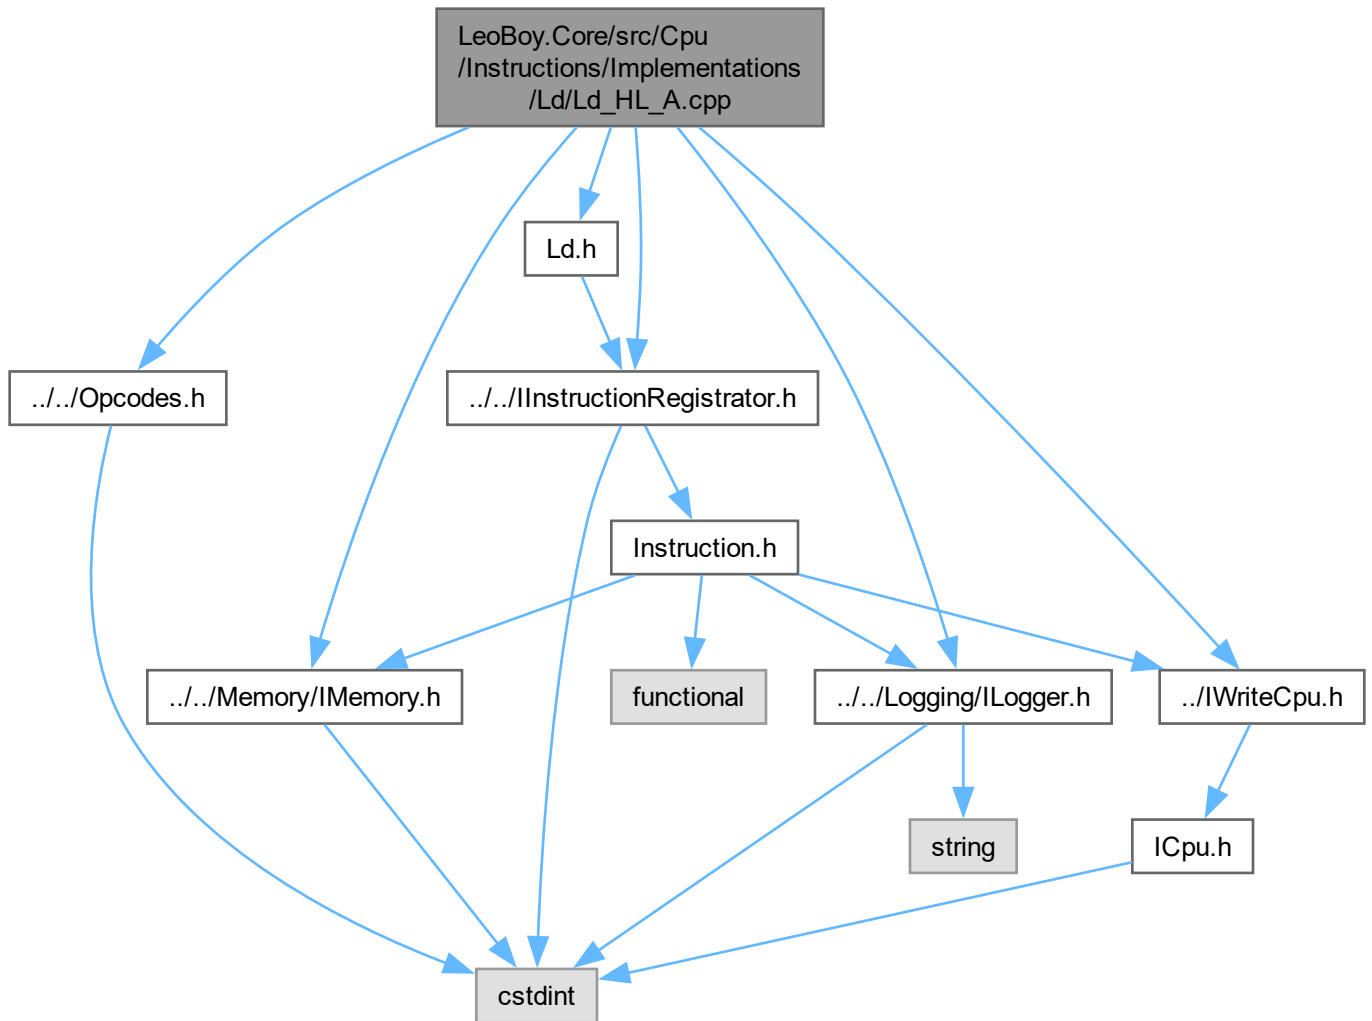 LeoBoy.Core/src/Cpu
/Instructions/Implementations
/Ld/Ld_HL_A.cpp
Ld.h
../../Opcodes.h
../../IInstructionRegistrator.h
Instruction.h
../../Memory/IMemory.h
functional
../../Logging/ILogger.h
../IWriteCpu.h
string
ICpu.h
cstdint